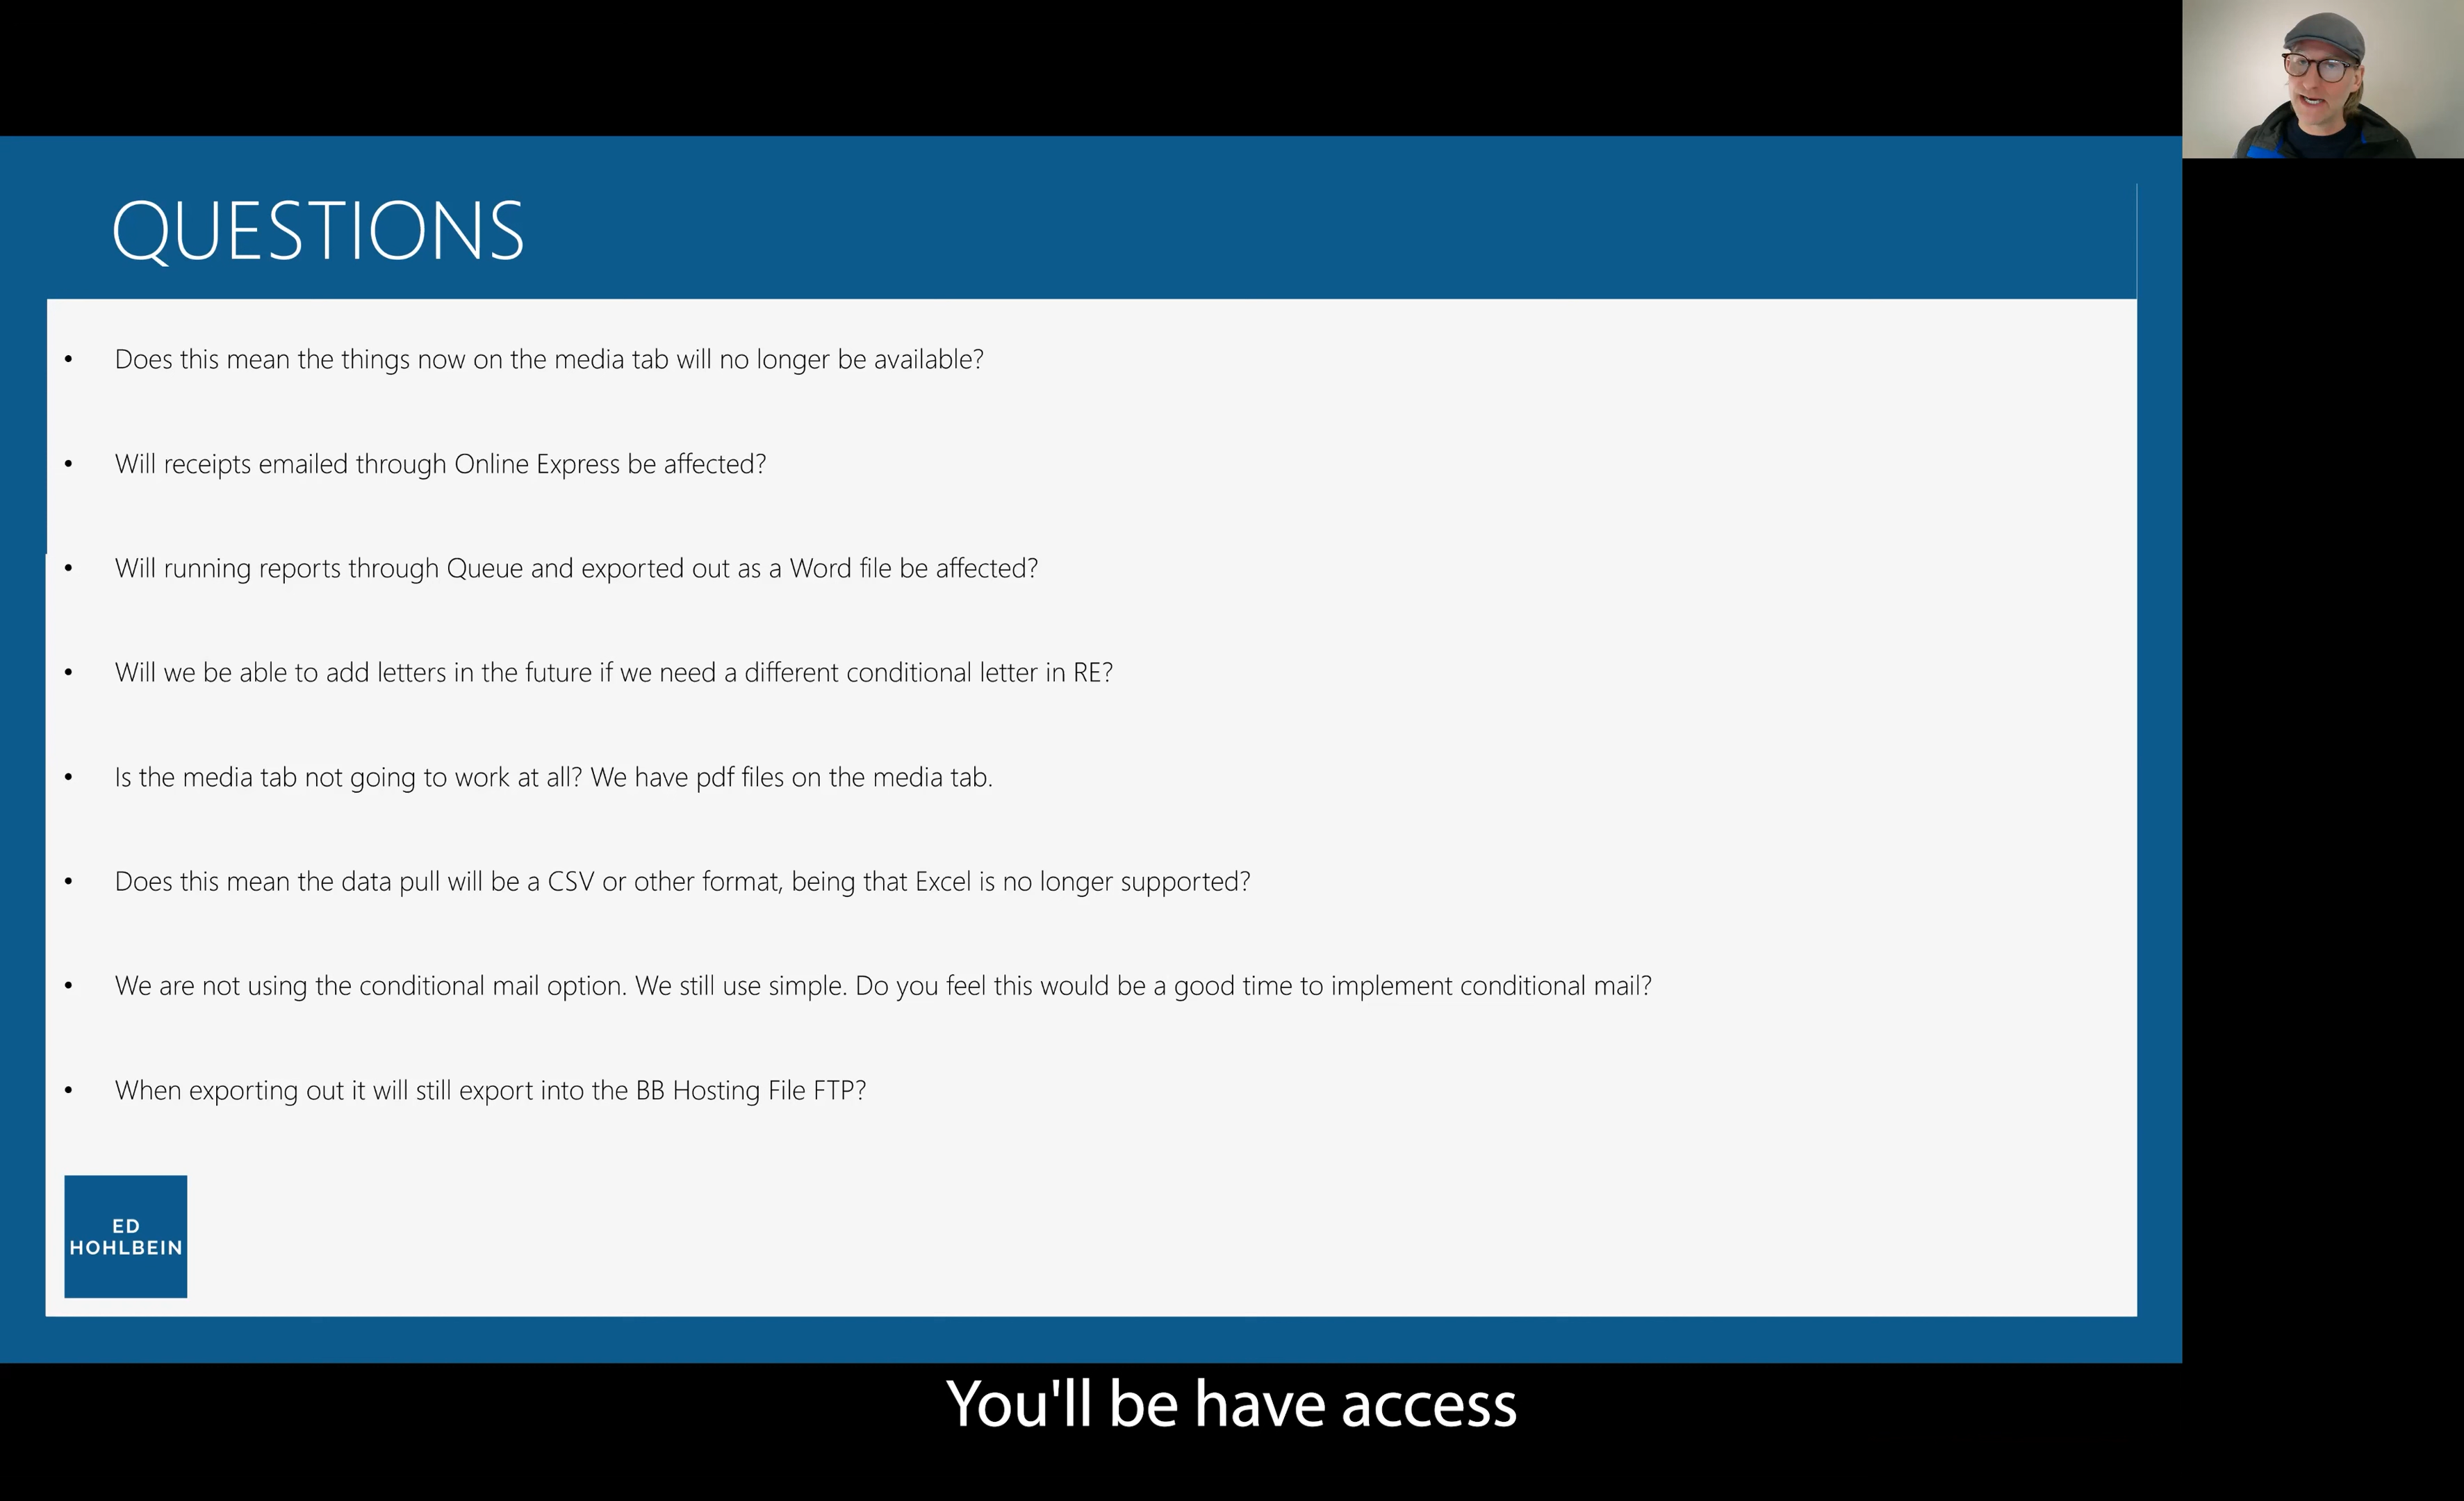 QUESTIONS
• Does this mean the things now on the media tab will no longer be available?
• Will receipts emailed through Online Express be affected?
• Will running reports through Queue and exported out as a Word file be affected?
• Will we be able to add letters in the future if we need a different conditional letter in RE?
• Is the media tab not going to work at all? We have pdf files on the media tab.
• Does this mean the data pull will be a CSV or other format, being that Excel is no longer supported?
• We are not using the conditional mail option. We still use simple. Do you feel this would be a good time to implement conditional mail?
• When exporting out it will still export into the BB Hosting File FTP?
ED
HOHLBEIN
You'll be have access